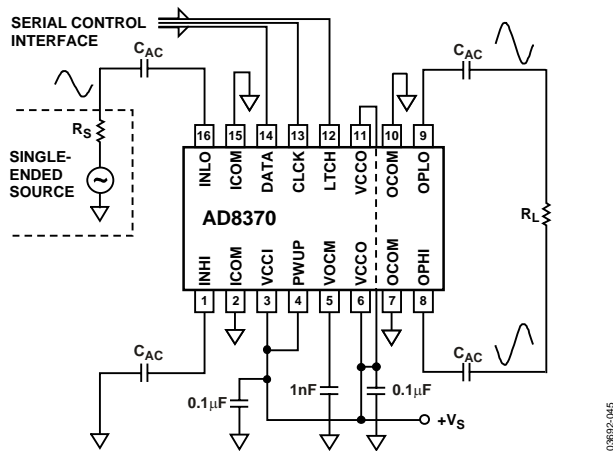 SERIAL CONTROL
INTERFACE
CAC
CAC
RS
SINGLE-
ENDED
SOURCE
16 15 14 13 12 11 10 9
INLO ICOM DATA CLCK LTCH VCCO OCOM OPLO
AD8370
RL
INHI ICOM VCCI PWUP VOCM VCCO OCOM OPHI
1 2 3 4 5 6 7 8
CAC
CAC
0.1µF
1nF
0.1µF
+VS
03692-045